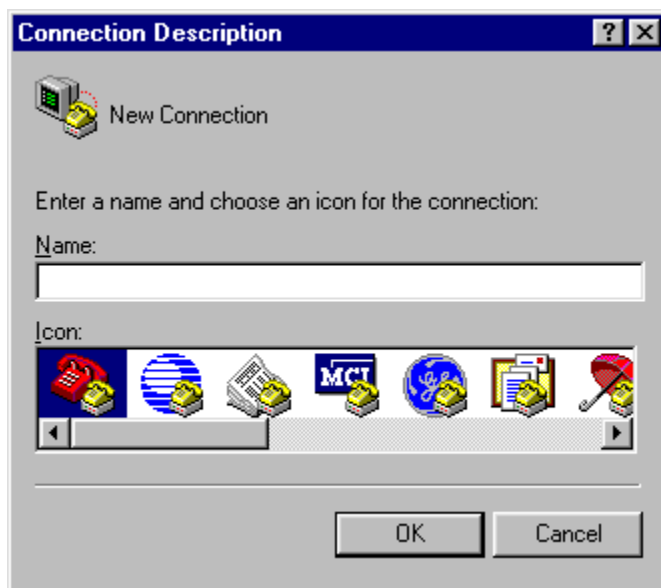 Connection Description
New Connection
Enter a name and choose an icon for the connection:
Name:
Icon:
MCI
OK
Cancel